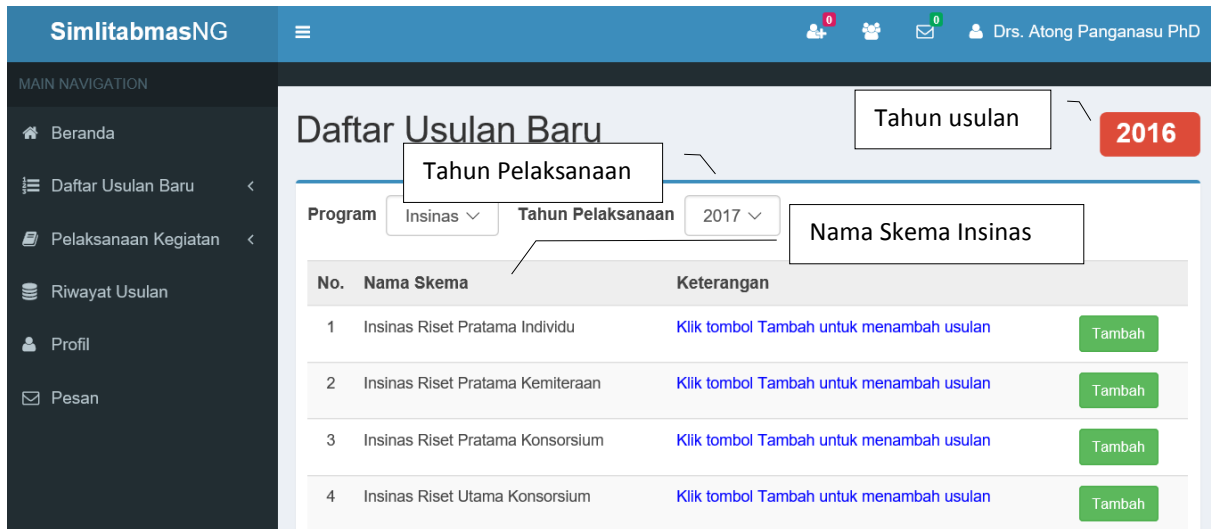 SimlitabmasNG
0
0
Drs. Atong Panganasu PhD
MAIN NAVIGATION
Beranda
Daftar Usulan Baru
Pelaksanaan Kegiatan
Riwayat Usulan
Profil
Pesan
Daftar Usulan Baru
Tahun usulan
2016
Tahun Pelaksanaan
Program Insinas Tahun Pelaksanaan 2017
Nama Skema Insinas
No. Nama Skema Keterangan
1 Insinas Riset Pratama Individu Klik tombol Tambah untuk menambah usulan Tambah
2 Insinas Riset Pratama Kemiteraan Klik tombol Tambah untuk menambah usulan Tambah
3 Insinas Riset Pratama Konsorsium Klik tombol Tambah untuk menambah usulan Tambah
4 Insinas Riset Utama Konsorsium Klik tombol Tambah untuk menambah usulan Tambah